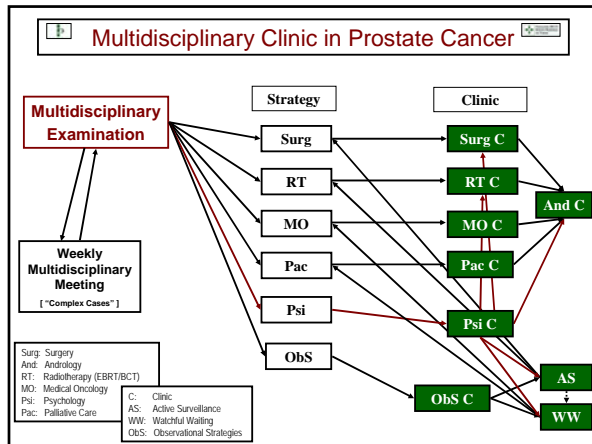 Multidisciplinary Clinic in Prostate Cancer
Strategy
Clinic
Multidisciplinary
Examination
Surg
Surg C
RT
RT C
And C
MO
MO C
Weekly
Multidisciplinary
Meeting
[ "Complex Cases" ]
Pac
Pac C
Psi
Psi C
ObS
ObS C
AS
WW
Surg: Surgery
And: Andrology
RT: Radiotherapy (EBRT/BCT)
MO: Medical Oncology
Psi: Psychology
Pac: Palliative Care
C: Clinic
AS: Active Surveillance
WW: Watchful Waiting
ObS: Observational Strategies